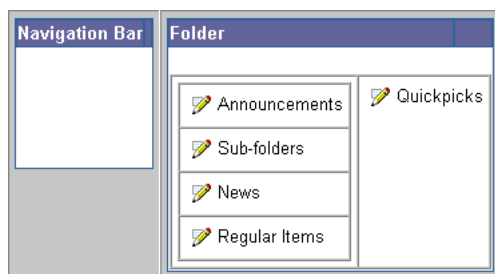 Navigation Bar
Folder
Announcements
Quickpicks
Sub-folders
News
Regular Items